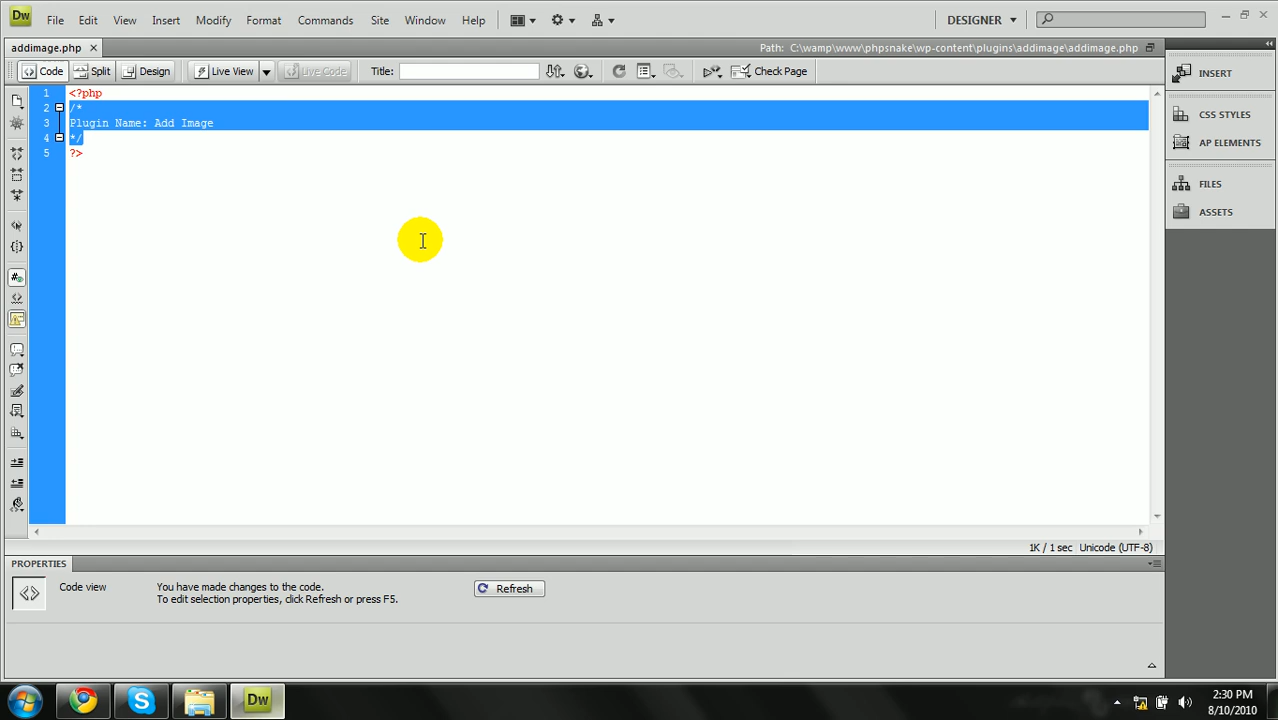 Dw File Edit View Insert Modify Format Commands Site Window Help DESIGNER
addimage.php Path: C:\wamp\www\phpsnake\wp-content\plugins\addimage\addimage.php
Code Split Design Live View Live Code Title: Check Page
1 <?php
2 /*
3 Plugin Name: Add Image
4 */
5 ?>
INSERT
CSS STYLES
AP ELEMENTS
FILES
ASSETS
1K / 1 sec Unicode (UTF-8)
PROPERTIES
Code view You have made changes to the code. Refresh
To edit selection properties, click Refresh or press F5.
Dw
2:30 PM
8/10/2010